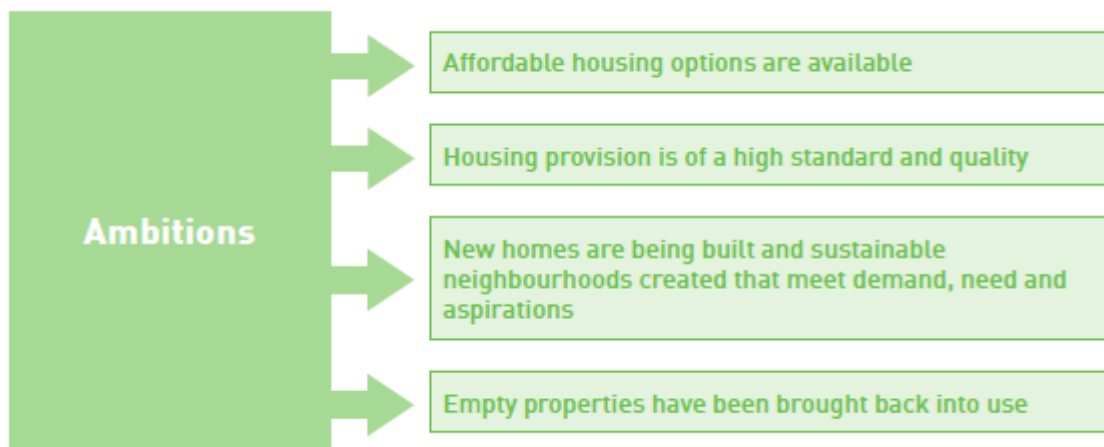 Affordable housing options are available
Housing provision is of a high standard and quality
Ambitions
New homes are being built and sustainable
neighbourhoods created that meet demand, need and
aspirations
Empty properties have been brought back into use